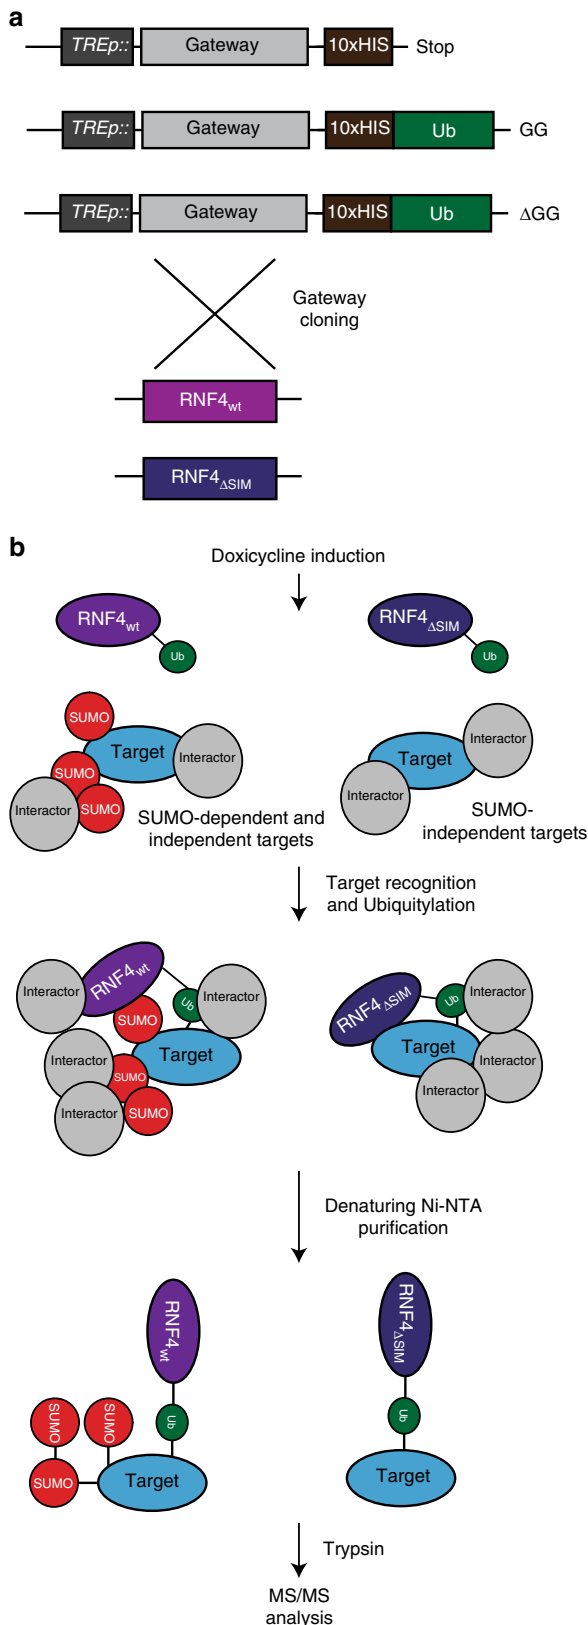 a
TREp:: Gateway 10xHIS Stop
TREp:: Gateway 10xHIS Ub GG
TREp:: Gateway 10xHIS Ub ΔGG
Gateway
cloning
RNF4wt
RNF4ΔSIM
b
Doxicycline induction
RNF4wt
Ub
RNF4ΔSIM
Ub
SUMO
Target
Interactor
SUMO
Interactor
SUMO
Interactor
Target
Interactor
SUMO-dependent and
independent targets
SUMO-
independent targets
Target recognition
and Ubiquitylation
RNF4wt
Interactor
Ub
Interactor
SUMO
Target
Interactor
SUMO
Interactor
SUMO
RNF4ΔSIM
Ub
Interactor
Target
Interactor
Interactor
Denaturing Ni-NTA
purification
RNF4wt
Ub
SUMO
SUMO
SUMO
Target
RNF4ΔSIM
Ub
Target
Trypsin
MS/MS
analysis